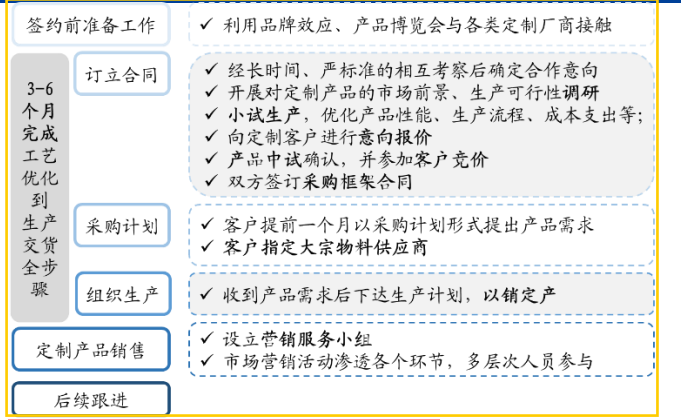 签约前准备工作
✓ 利用品牌效应、产品博览会与各类定制厂商接触
3-6
个月
完成
工艺
优化
到
生产
交货
全步
骤
订立合同
✓ 经长时间、严标准的相互考察后确定合作意向
✓ 开展对定制产品的市场前景、生产可行性调研
✓ 小试生产，优化产品性能、生产流程、成本支出等；
✓ 向定制客户进行意向报价
✓ 产品中试确认，并参加客户竞价
✓ 双方签订采购框架合同
采购计划
✓ 客户提前一个月以采购计划形式提出产品需求
✓ 客户指定大宗物料供应商
组织生产
✓ 收到产品需求后下达生产计划，以销定产
定制产品销售
✓ 设立营销服务小组
✓ 市场营销活动渗透各个环节，多层次人员参与
后续跟进